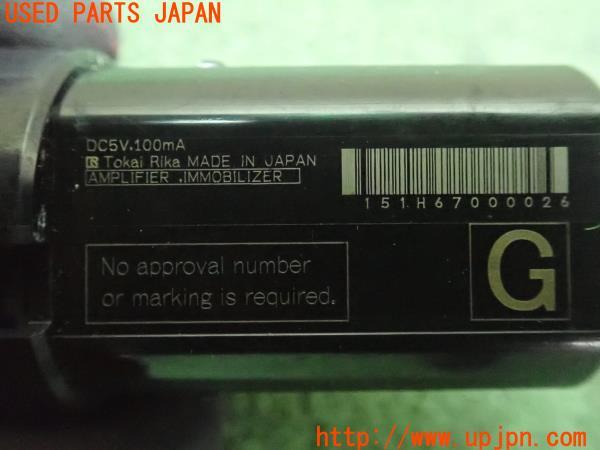 USED PARTS JAPAN
DC5V.100mA
Tokai Rika MADE IN JAPAN
AMPLIFIER .IMMOBILIZER
151H67000026
No approval number
or marking is required.
G
http://www.upjpn.com/